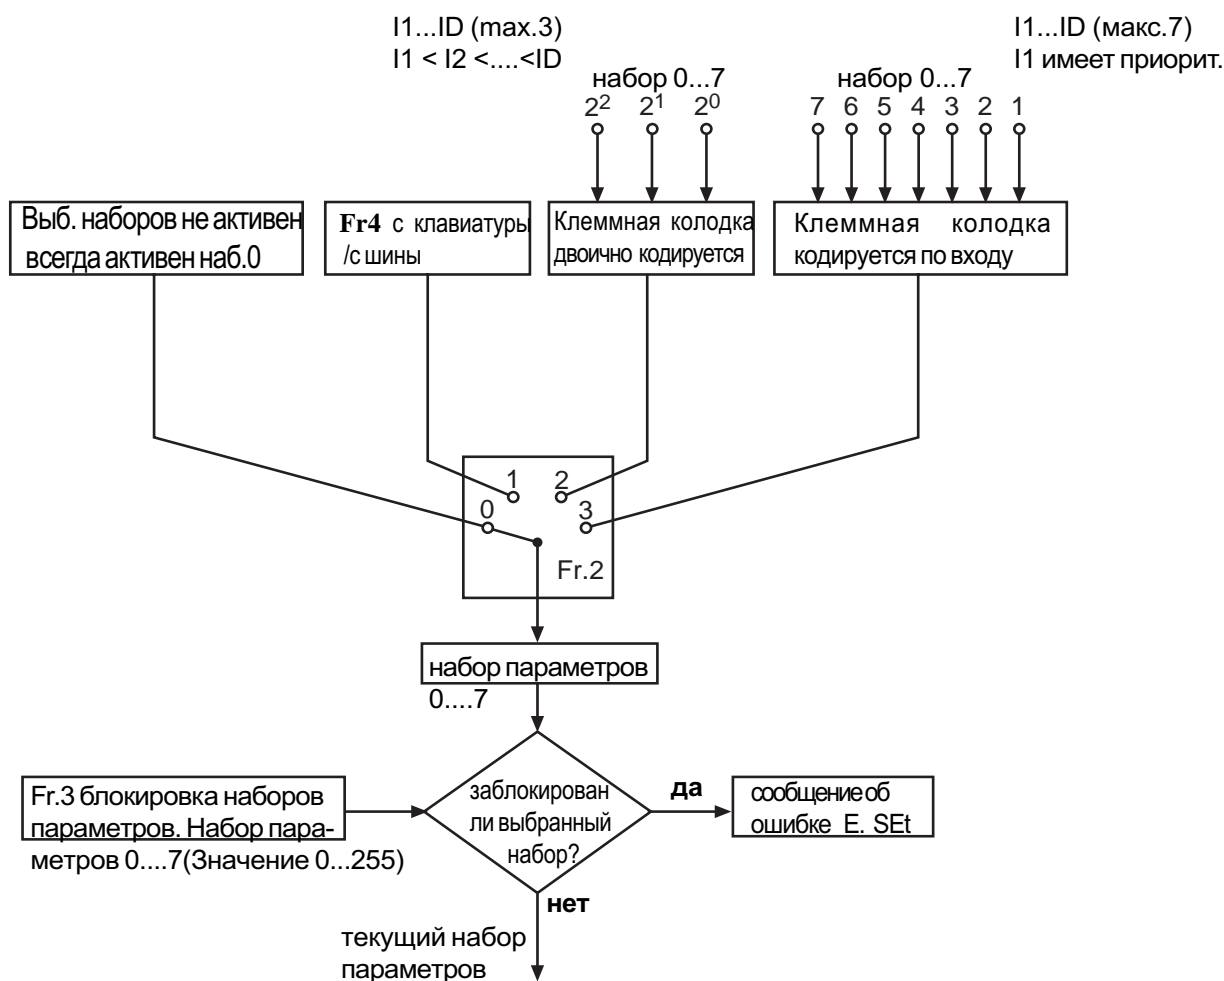 I1...ID (max.3)
I1 < I2 <....<ID
I1...ID (макс.7)
I1 имеет приорит.
набор 0...7
2² 2¹ 2⁰
набор 0...7
7 6 5 4 3 2 1
Выб. наборов не активен
всегда активен наб.0
Fr4 с клавиатуры
/с шины
Клеммная колодка
двоично кодируется
Клеммная колодка
кодируется по входу
1 2
0 3
Fr.2
набор параметров
0....7
Fr.3 блокировка наборов
параметров. Набор пара-
метров 0....7(Значение 0...255)
заблокирован
ли выбранный
набор?
да
сообщение об
ошибке E. SEt
нет
текущий набор
параметров